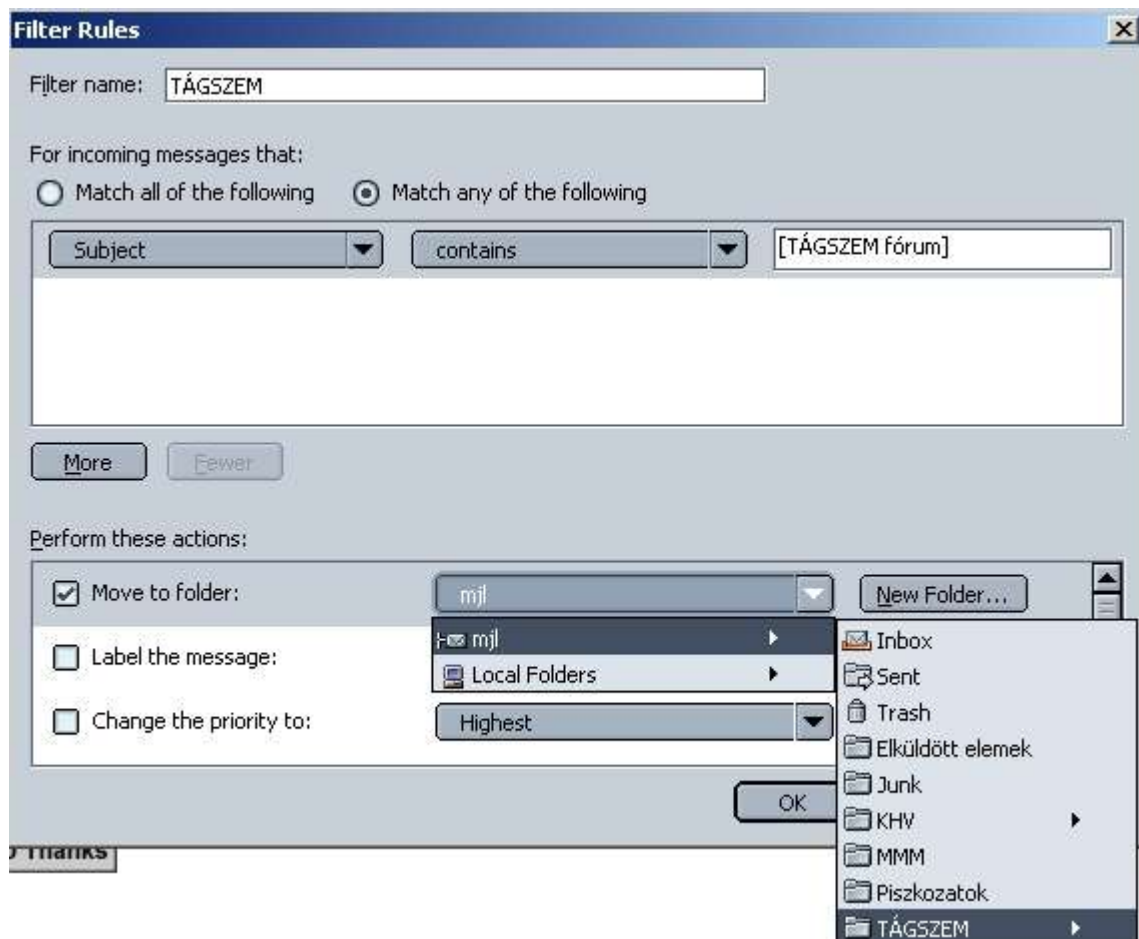 Filter Rules
Filter name: TÁGSZEM
For incoming messages that:
Match all of the following Match any of the following
Subject contains [TÁGSZEM fórum]
More Fewer
Perform these actions:
Move to folder: mjl New Folder...
mjl
Local Folders
Label the message:
Change the priority to: Highest
Inbox
Sent
Trash
Elküldött elemek
Junk
KHV
MMM
Piszkozatok
TÁGSZEM
OK
Thanks